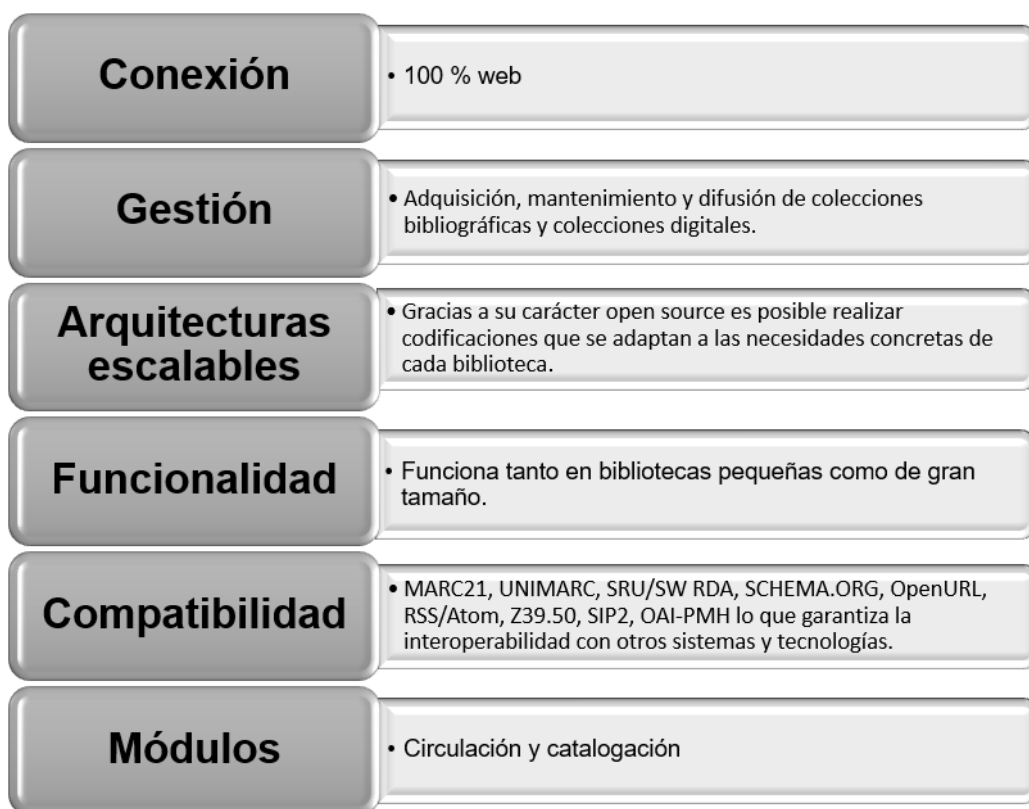 Conexión
• 100 % web
Gestión
• Adquisición, mantenimiento y difusión de colecciones
bibliográficas y colecciones digitales.
Arquitecturas
escalables
• Gracias a su carácter open source es posible realizar
codificaciones que se adaptan a las necesidades concretas de
cada biblioteca.
Funcionalidad
• Funciona tanto en bibliotecas pequeñas como de gran
tamaño.
Compatibilidad
• MARC21, UNIMARC, SRU/SW RDA, SCHEMA.ORG, OpenURL,
RSS/Atom, Z39.50, SIP2, OAI-PMH lo que garantiza la
interoperabilidad con otros sistemas y tecnologías.
Módulos
• Circulación y catalogación